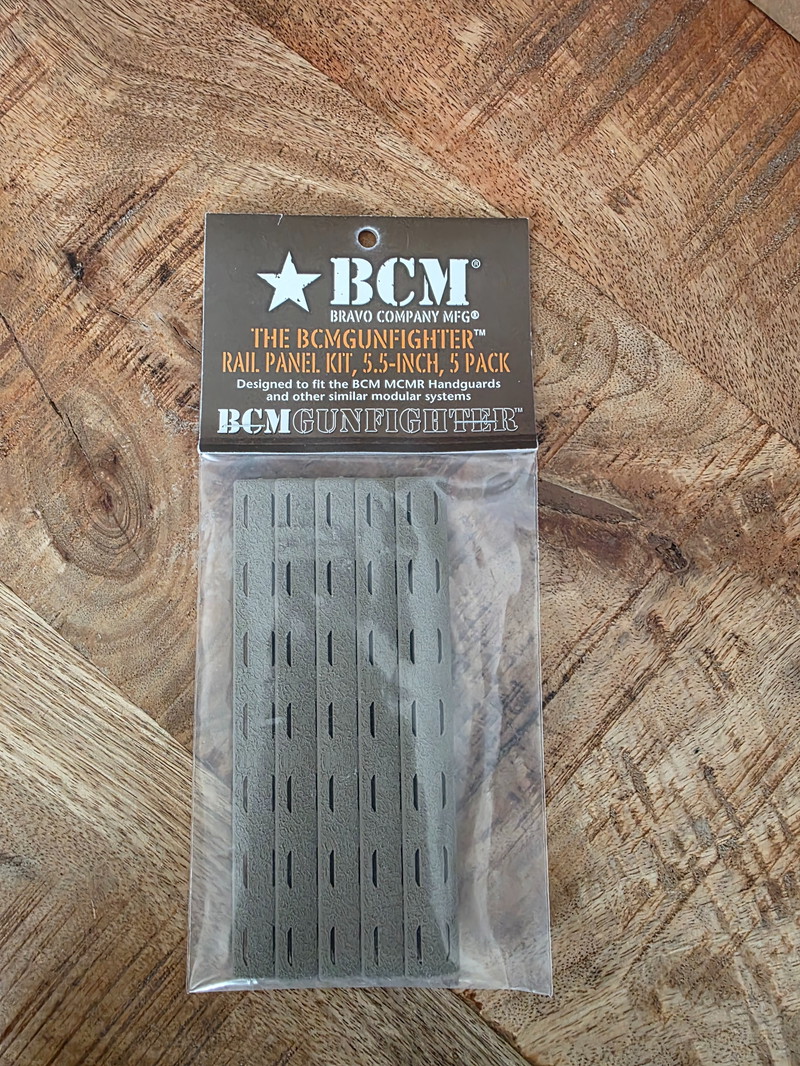 BCM®
BRAVO COMPANY MFG®
THE BCMGUNFIGHTER™
RAIL PANEL KIT, 5.5-INCH, 5 PACK
Designed to fit the BCM MCMR Handguards
and other similar modular systems
BCMGUNFIGHTER™